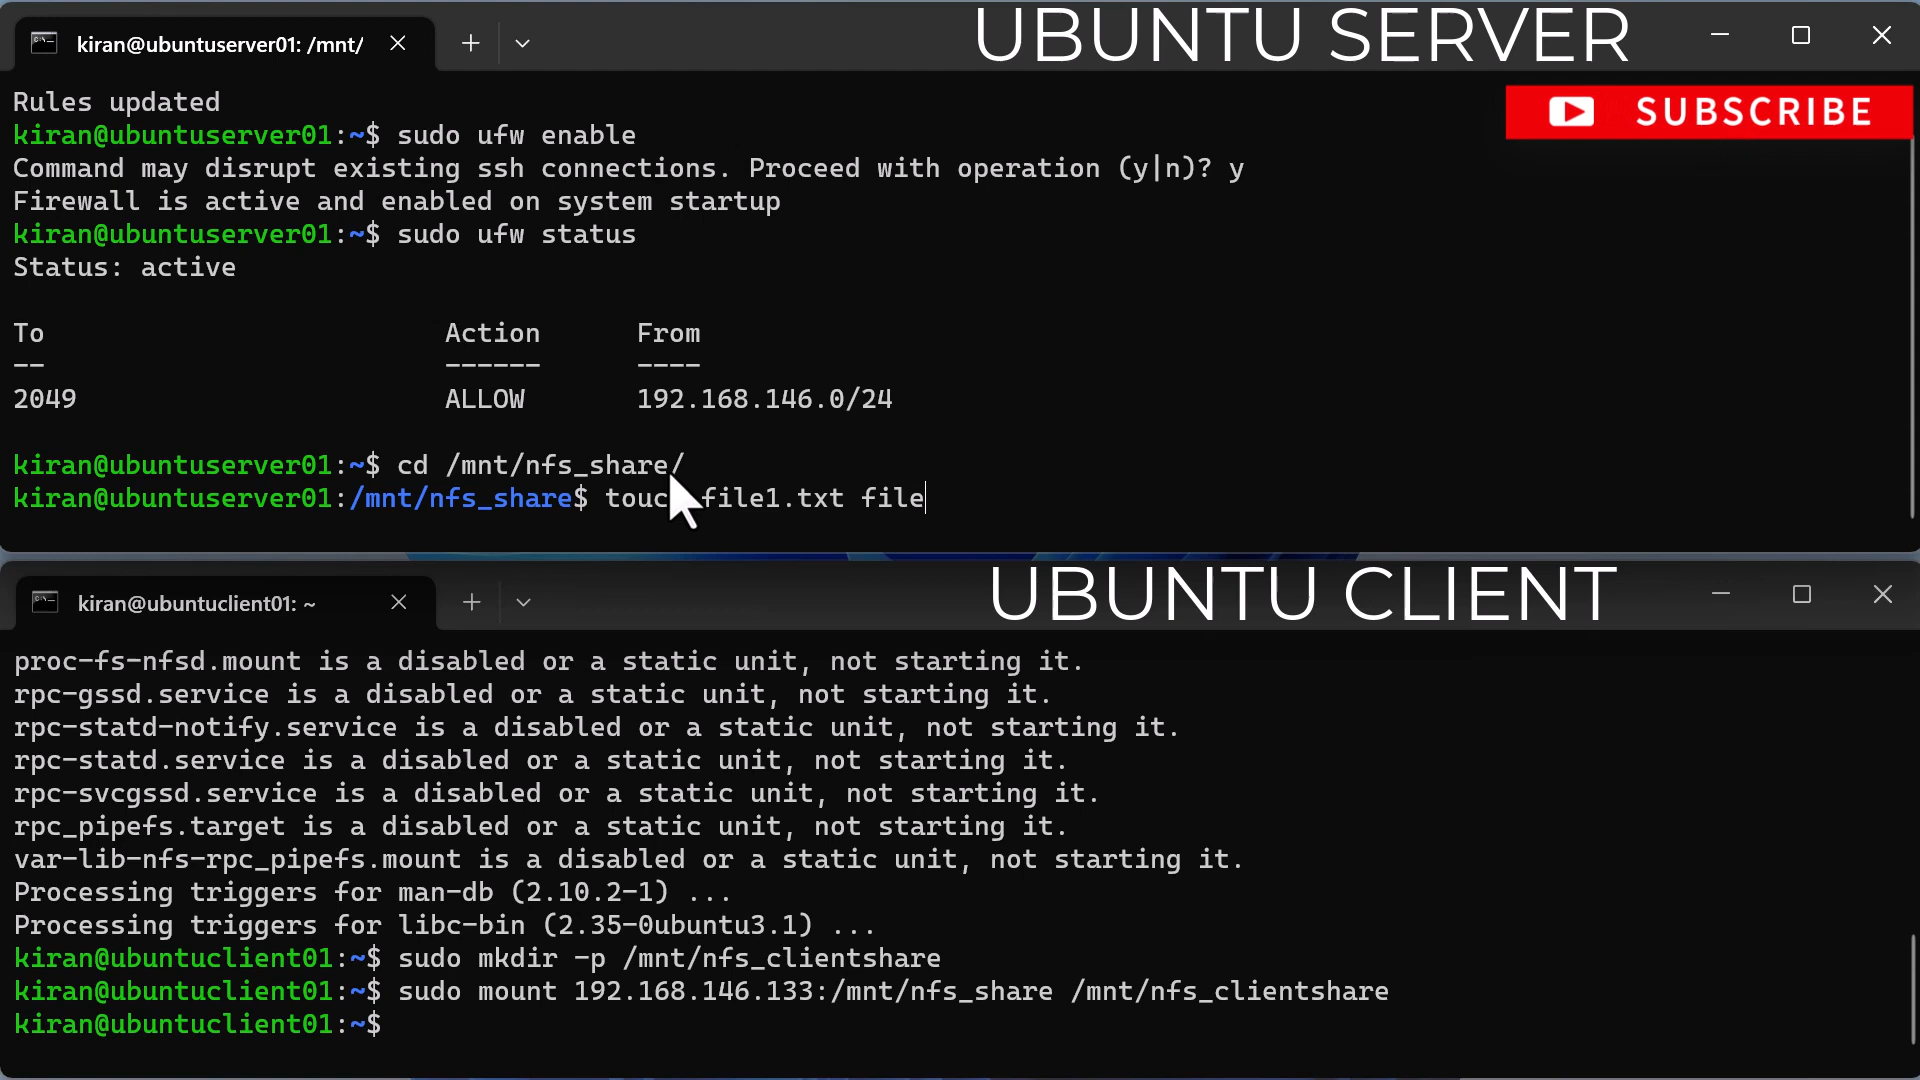 kiran@ubuntuserver01: /mnt/
UBUNTU SERVER
SUBSCRIBE
Rules updated
kiran@ubuntuserver01:~$ sudo ufw enable
Command may disrupt existing ssh connections. Proceed with operation (y|n)? y
Firewall is active and enabled on system startup
kiran@ubuntuserver01:~$ sudo ufw status
Status: active
To Action From
-- ------ ----
2049 ALLOW 192.168.146.0/24
kiran@ubuntuserver01:~$ cd /mnt/nfs_share/
kiran@ubuntuserver01:/mnt/nfs_share$ touc file1.txt file
kiran@ubuntuclient01: ~
UBUNTU CLIENT
proc-fs-nfsd.mount is a disabled or a static unit, not starting it.
rpc-gssd.service is a disabled or a static unit, not starting it.
rpc-statd-notify.service is a disabled or a static unit, not starting it.
rpc-statd.service is a disabled or a static unit, not starting it.
rpc-svcgssd.service is a disabled or a static unit, not starting it.
rpc_pipefs.target is a disabled or a static unit, not starting it.
var-lib-nfs-rpc_pipefs.mount is a disabled or a static unit, not starting it.
Processing triggers for man-db (2.10.2-1) ...
Processing triggers for libc-bin (2.35-0ubuntu3.1) ...
kiran@ubuntuclient01:~$ sudo mkdir -p /mnt/nfs_clientshare
kiran@ubuntuclient01:~$ sudo mount 192.168.146.133:/mnt/nfs_share /mnt/nfs_clientshare
kiran@ubuntuclient01:~$